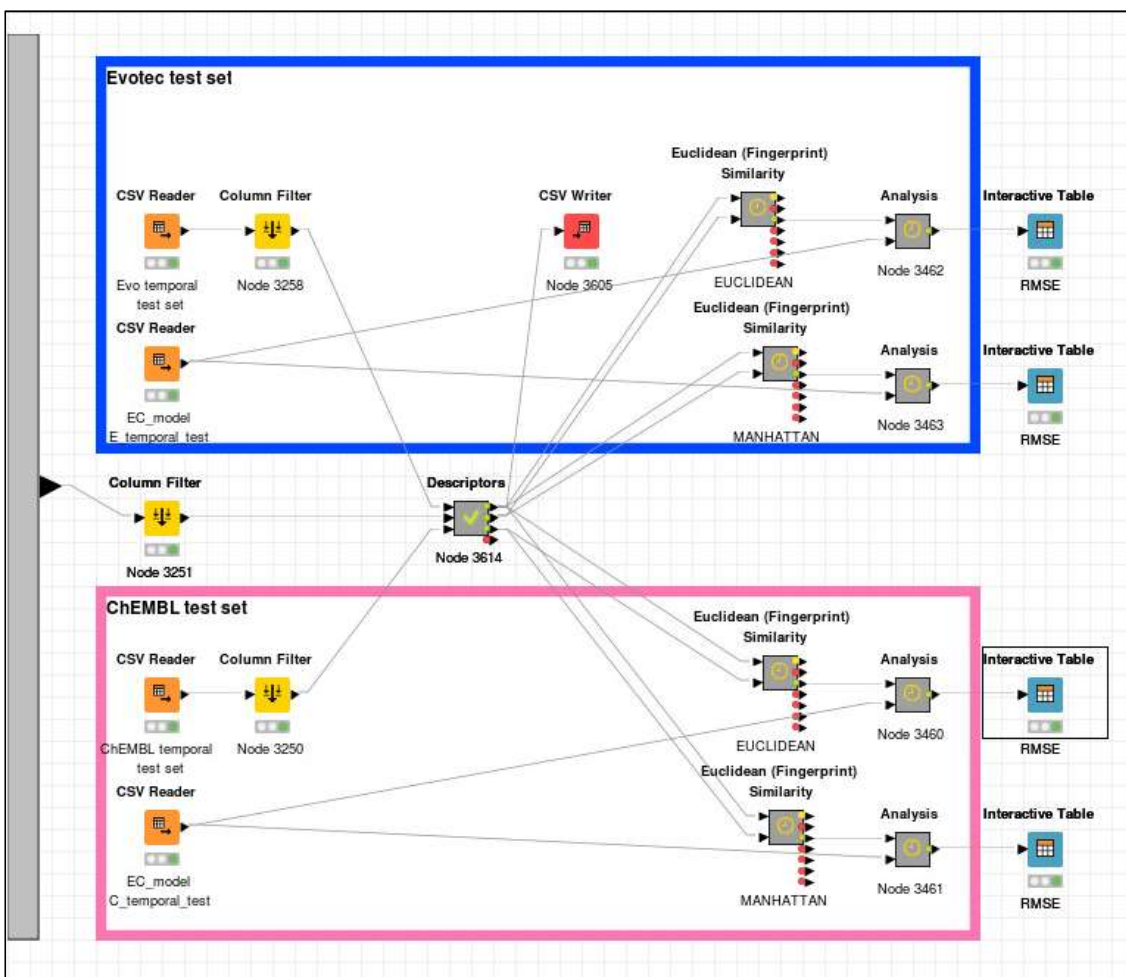 Evotec test set
Euclidean (Fingerprint)
Similarity
CSV Reader
Column Filter
CSV Writer
Analysis
Interactive Table
Evo temporal
test set
Node 3258
Node 3605
EUCLIDEAN
Node 3462
RMSE
CSV Reader
Euclidean (Fingerprint)
Similarity
Analysis
Interactive Table
EC_model
E_temporal_test
MANHATTAN
Node 3463
RMSE
Column Filter
Descriptors
Node 3251
Node 3614
ChEMBL test set
Euclidean (Fingerprint)
Similarity
CSV Reader
Column Filter
Analysis
Interactive Table
ChEMBL temporal
test set
Node 3250
EUCLIDEAN
Node 3460
RMSE
CSV Reader
Euclidean (Fingerprint)
Similarity
Analysis
Interactive Table
EC_model
C_temporal_test
MANHATTAN
Node 3461
RMSE